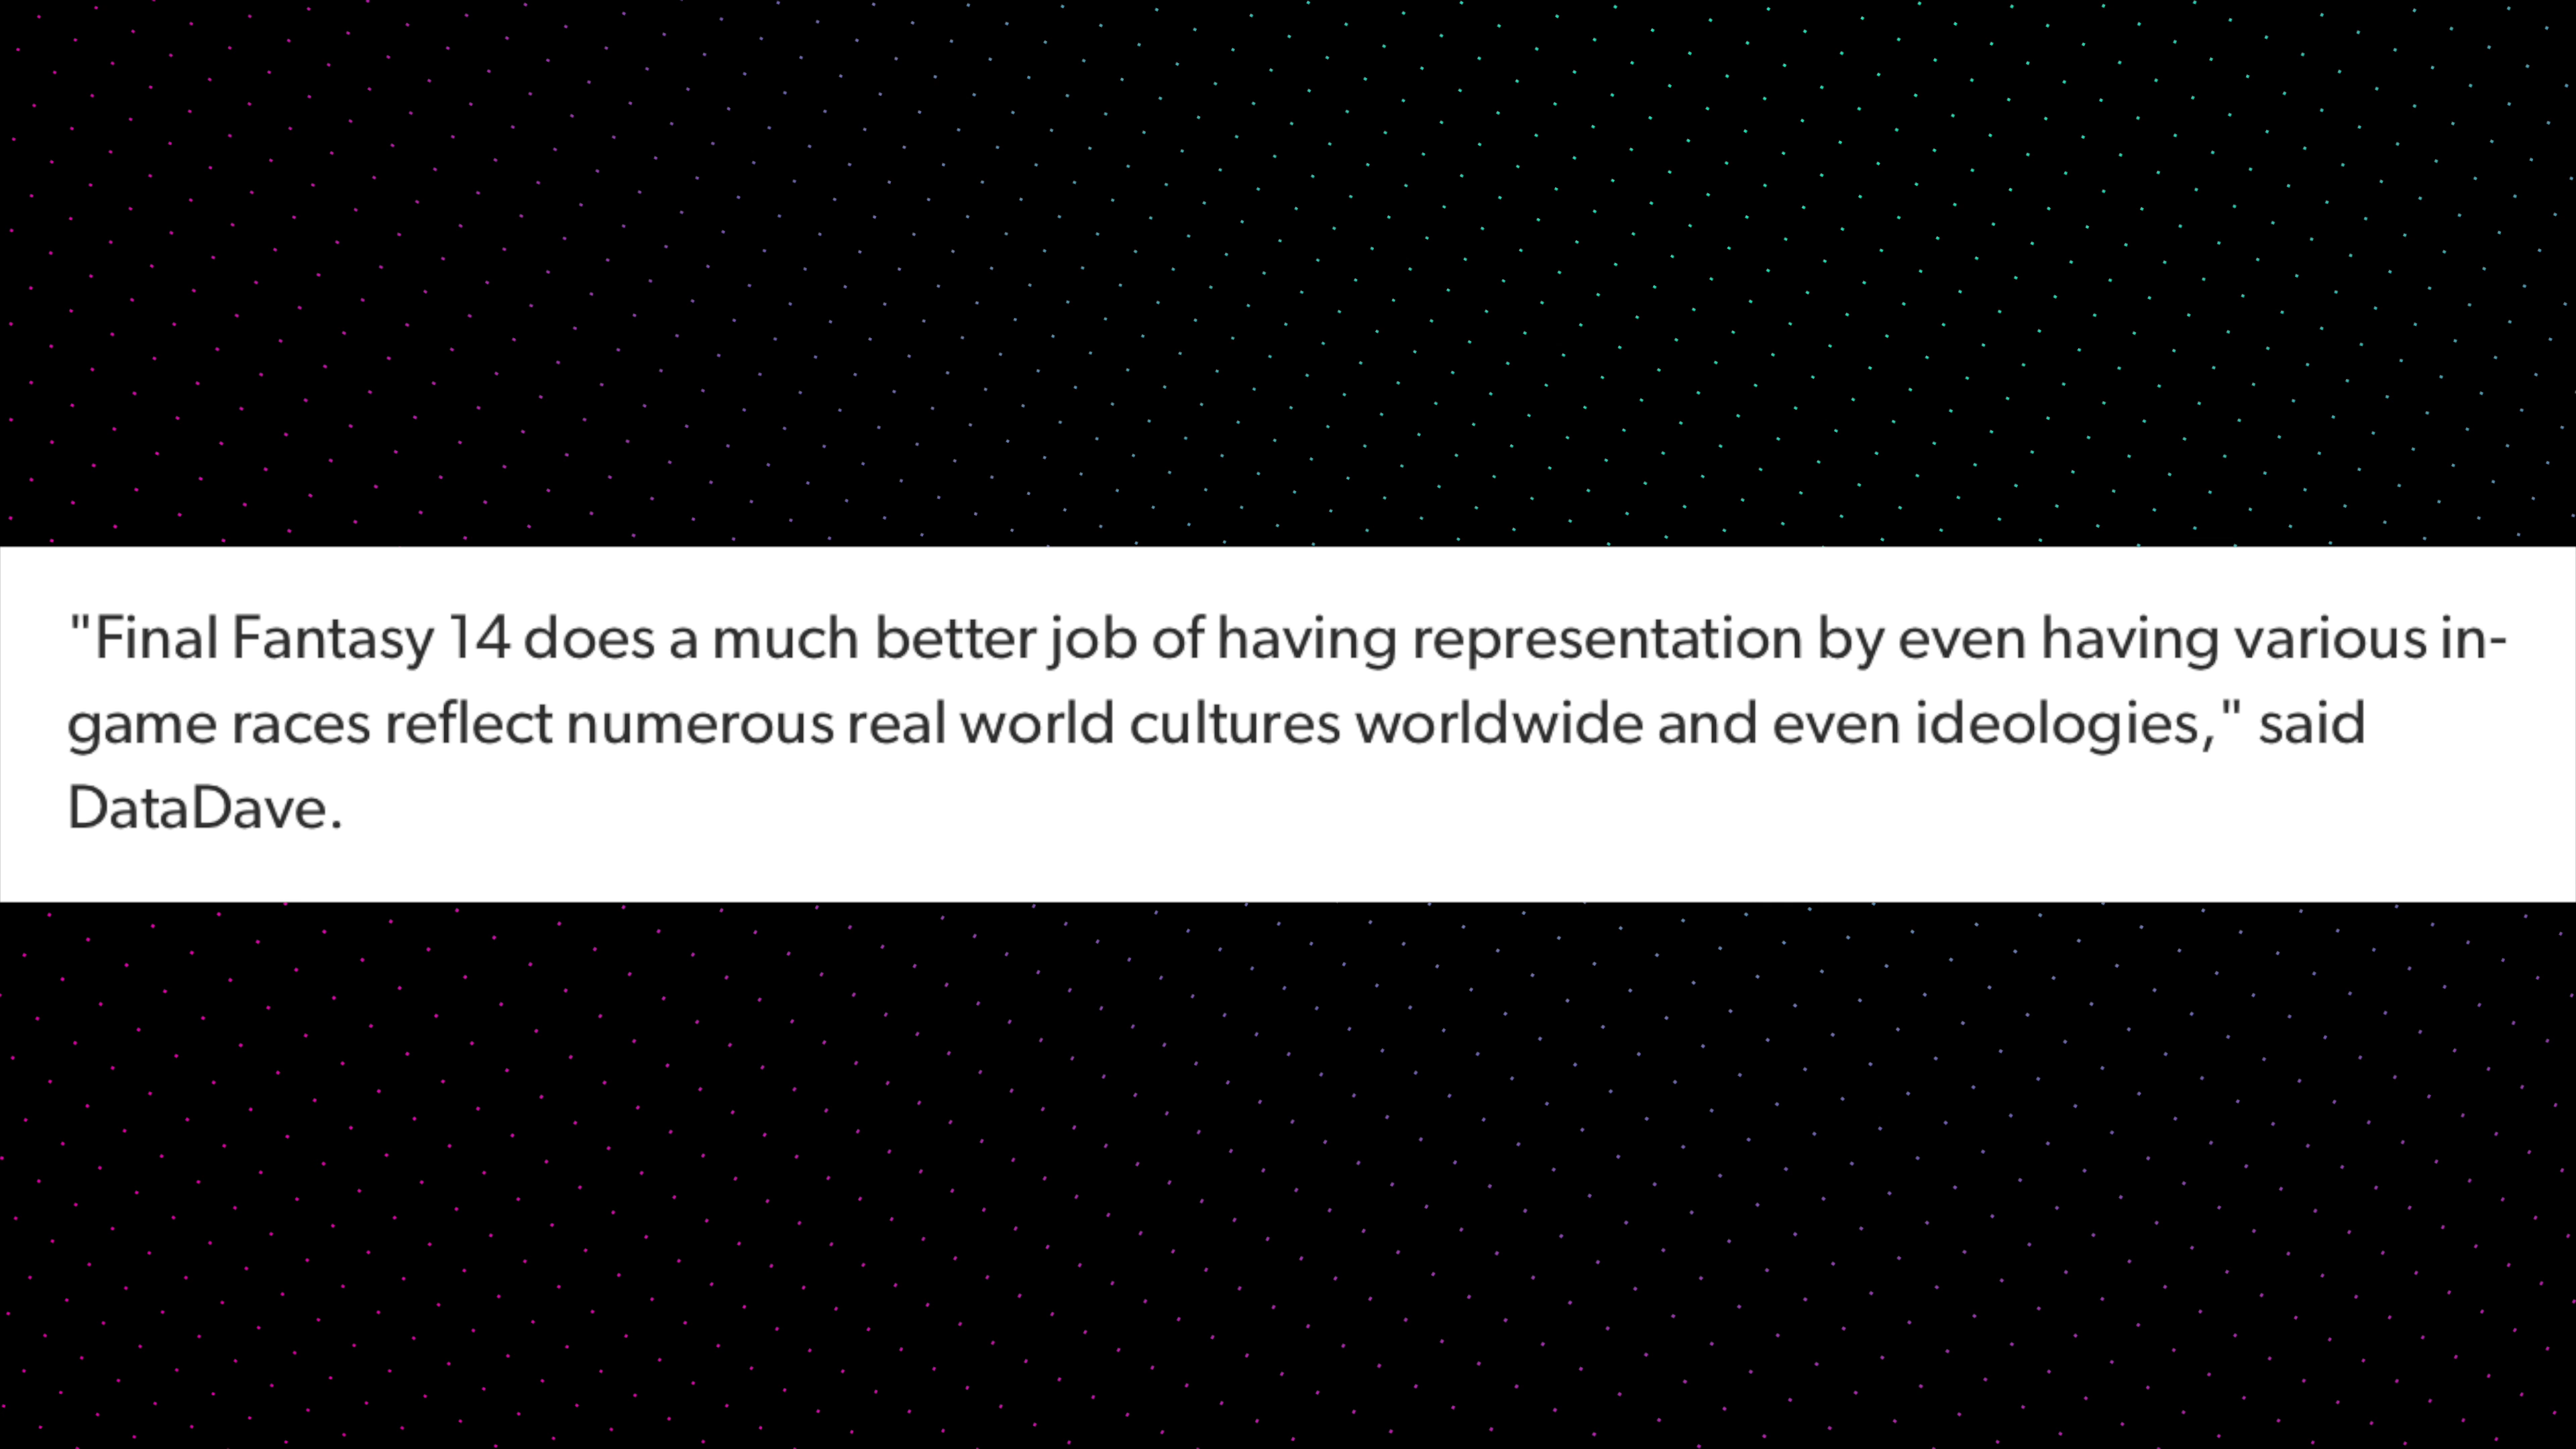 "Final Fantasy 14 does a much better job of having representation by even having various in-
game races reflect numerous real world cultures worldwide and even ideologies," said
DataDave.